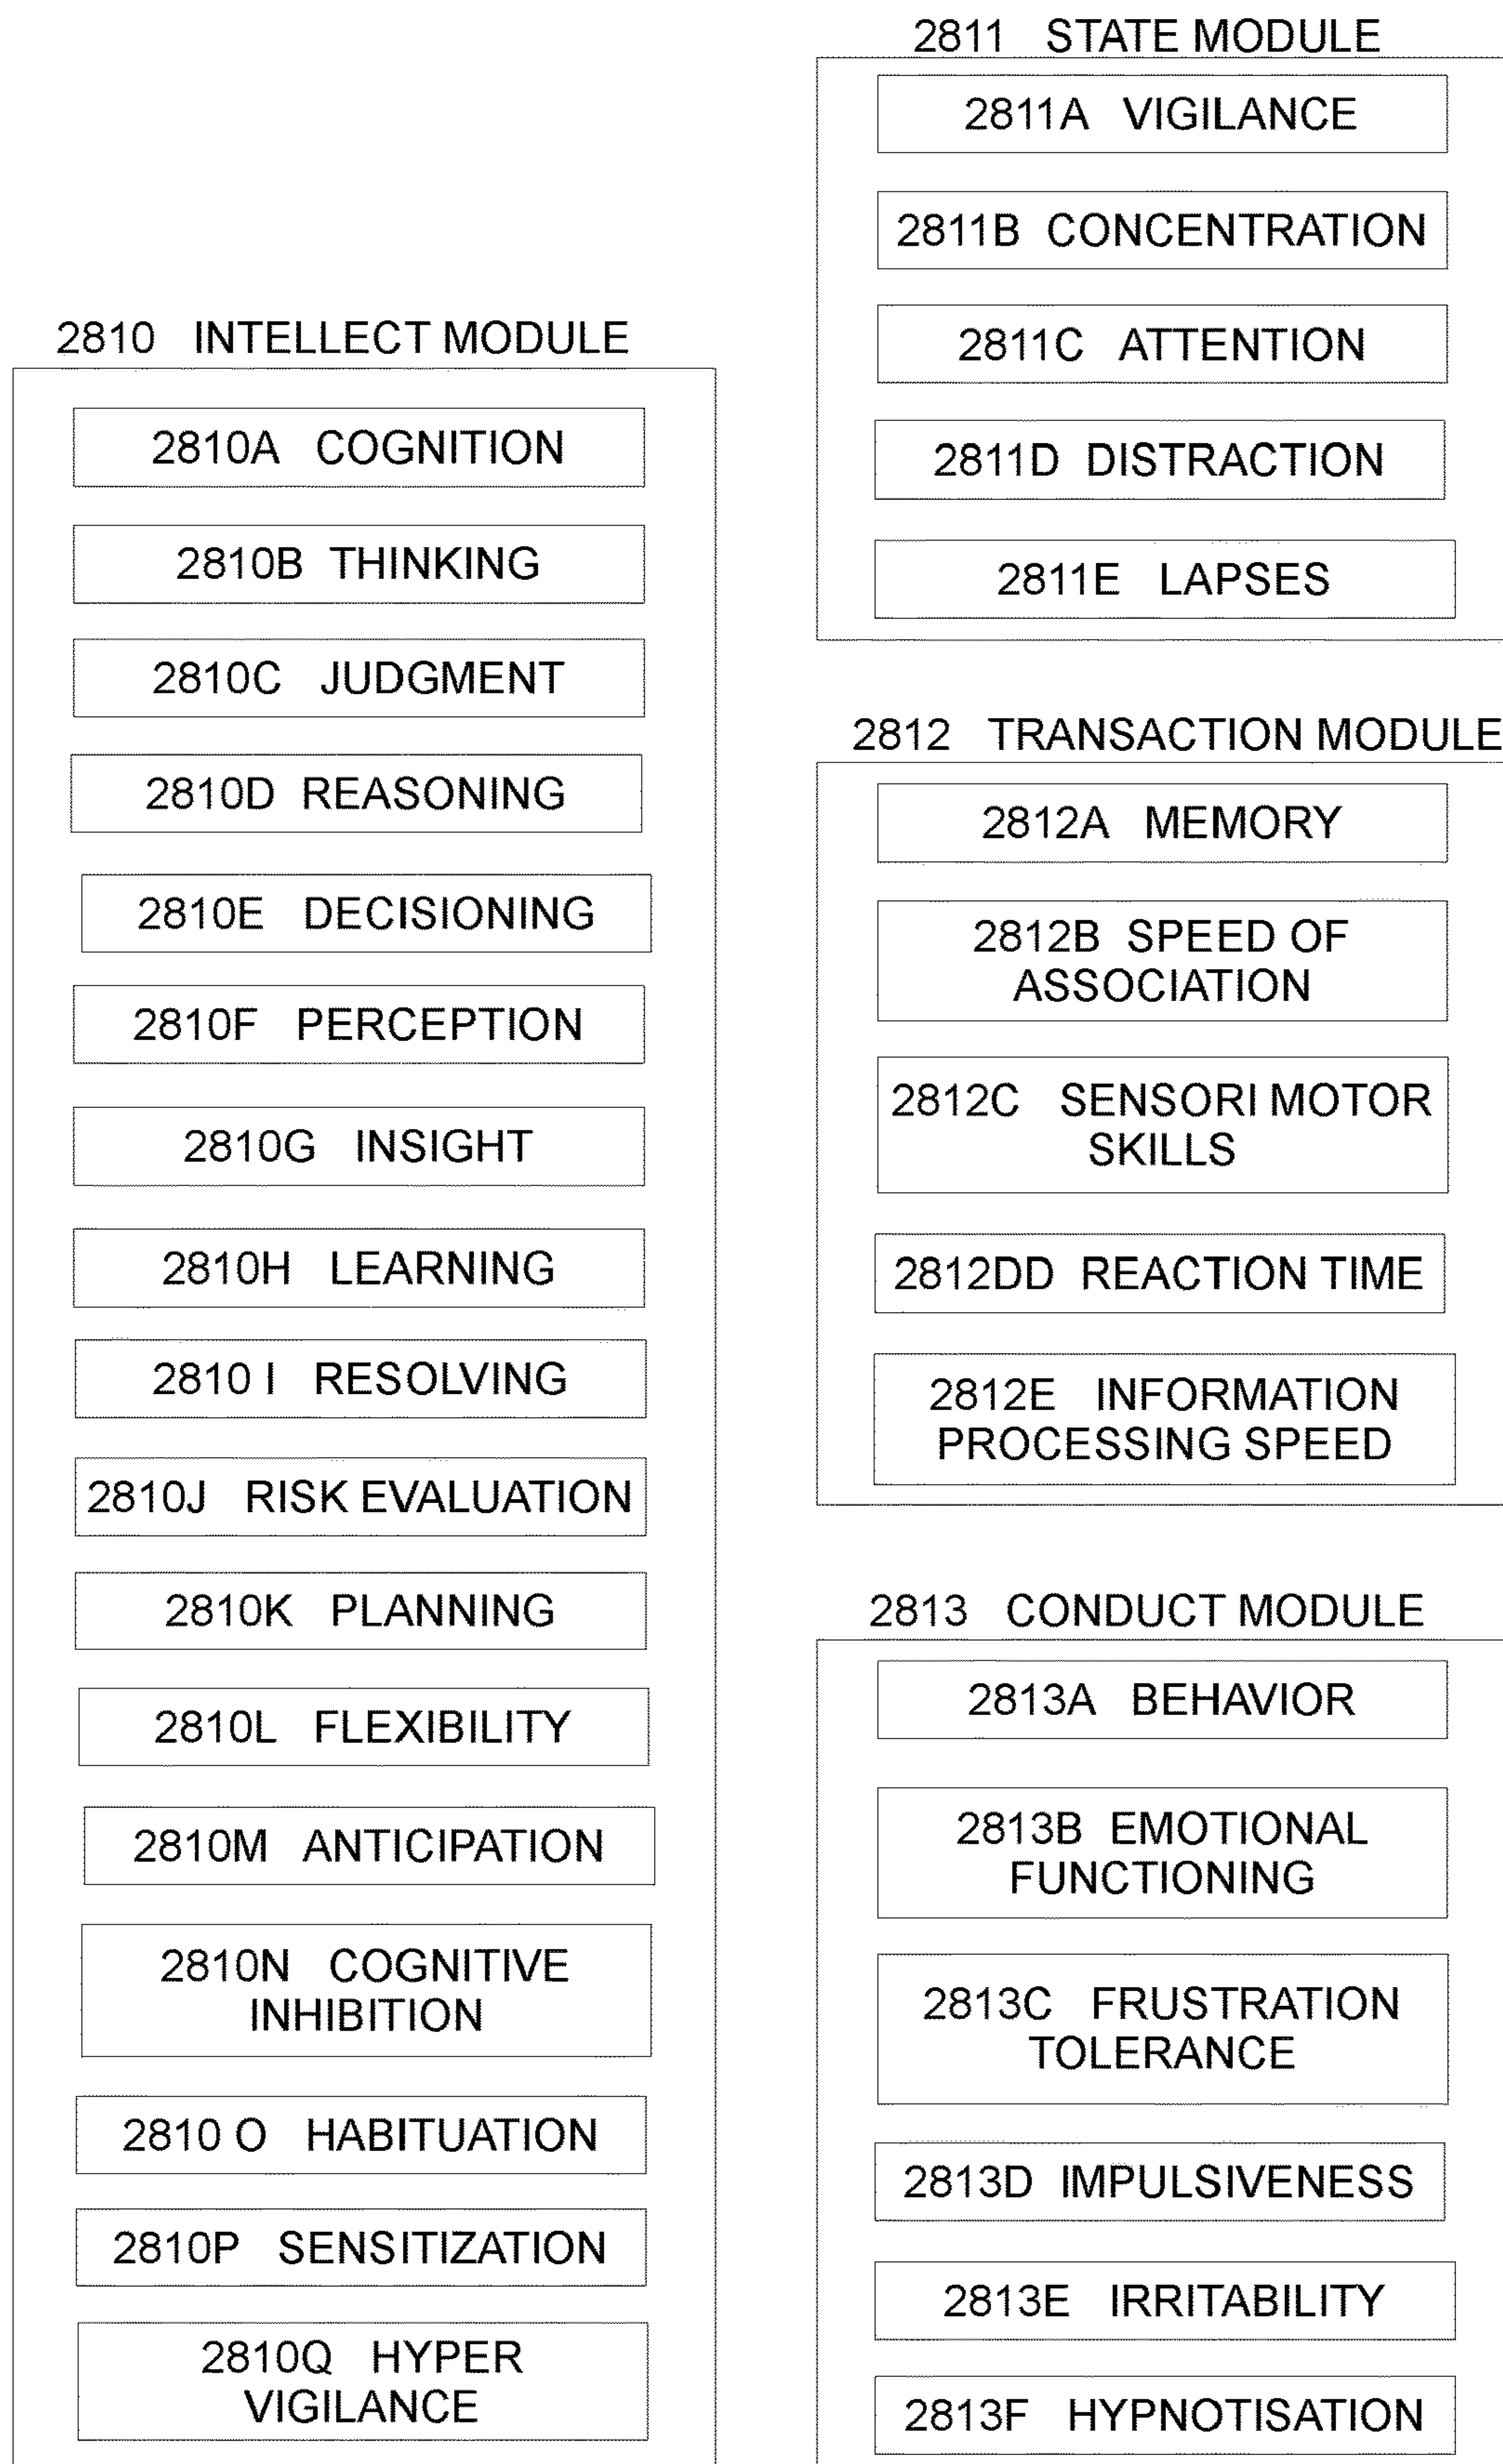 2810 INTELLECT MODULE
2810A COGNITION
2810B THINKING
2810C JUDGMENT
2810D REASONING
2810E DECISIONING
2810F PERCEPTION
2810G INSIGHT
2810H LEARNING
2810 I RESOLVING
2810J RISK EVALUATION
2810K PLANNING
2810L FLEXIBILITY
2810M ANTICIPATION
2810N COGNITIVE
INHIBITION
2810 O HABITUATION
2810P SENSITIZATION
2810Q HYPER
VIGILANCE
2811 STATE MODULE
2811A VIGILANCE
2811B CONCENTRATION
2811C ATTENTION
2811D DISTRACTION
2811E LAPSES
2812 TRANSACTION MODULE
2812A MEMORY
2812B SPEED OF
ASSOCIATION
2812C SENSORI MOTOR
SKILLS
2812DD REACTION TIME
2812E INFORMATION
PROCESSING SPEED
2813 CONDUCT MODULE
2813A BEHAVIOR
2813B EMOTIONAL
FUNCTIONING
2813C FRUSTRATION
TOLERANCE
2813D IMPULSIVENESS
2813E IRRITABILITY
2813F HYPNOTISATION